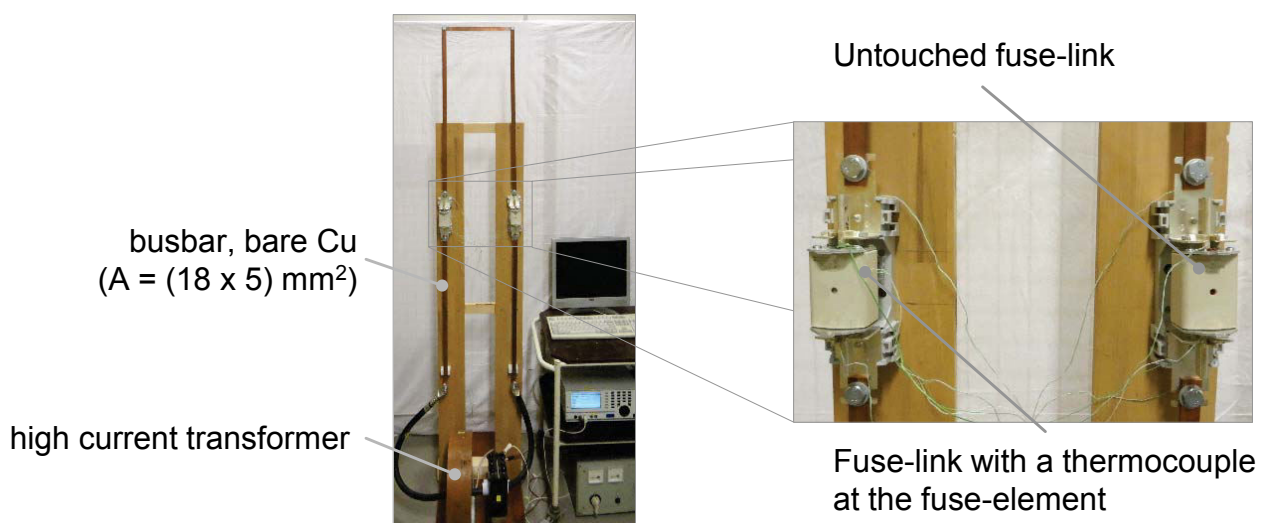 Untouched fuse-link
busbar, bare Cu
(A = (18 x 5) mm²)
high current transformer
Fuse-link with a thermocouple
at the fuse-element